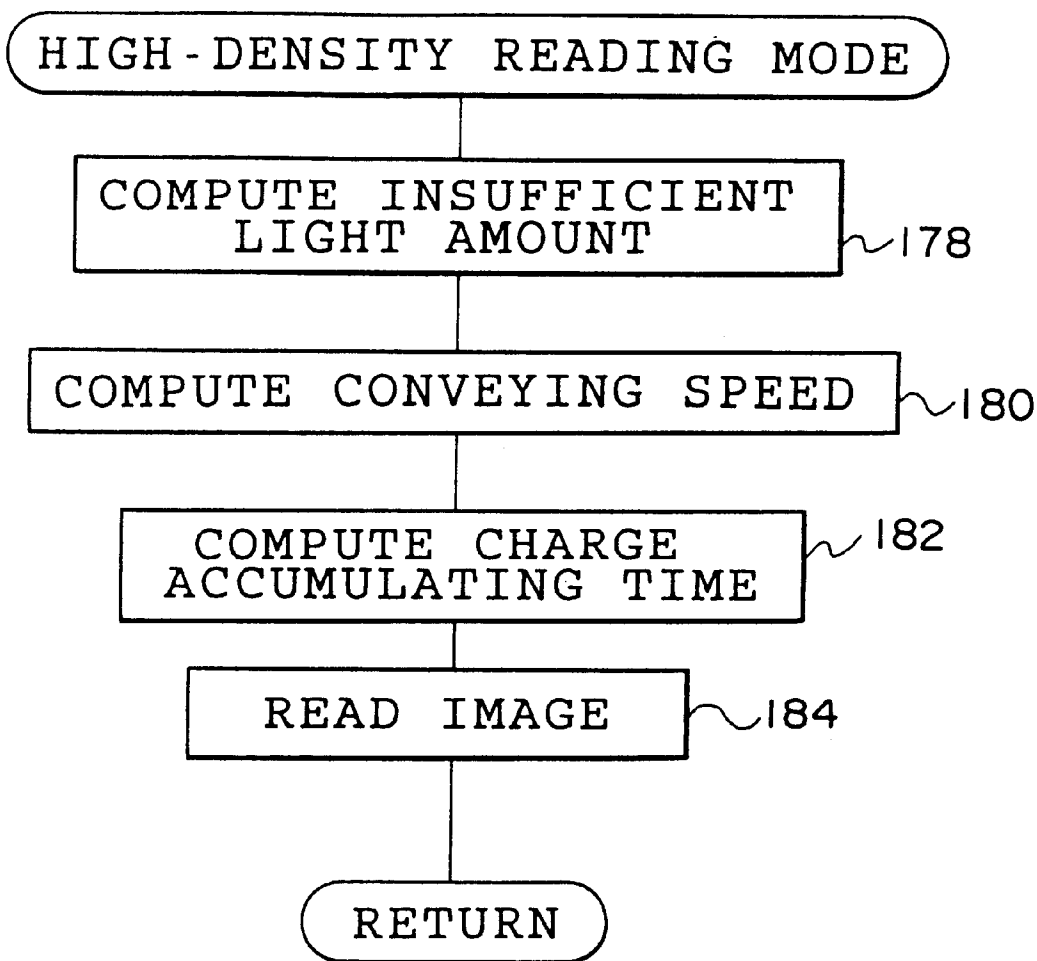 HIGH-DENSITY READING MODE
COMPUTE INSUFFICIENT
LIGHT AMOUNT
178
COMPUTE CONVEYING SPEED
180
COMPUTE CHARGE
ACCUMULATING TIME
182
READ IMAGE
184
RETURN